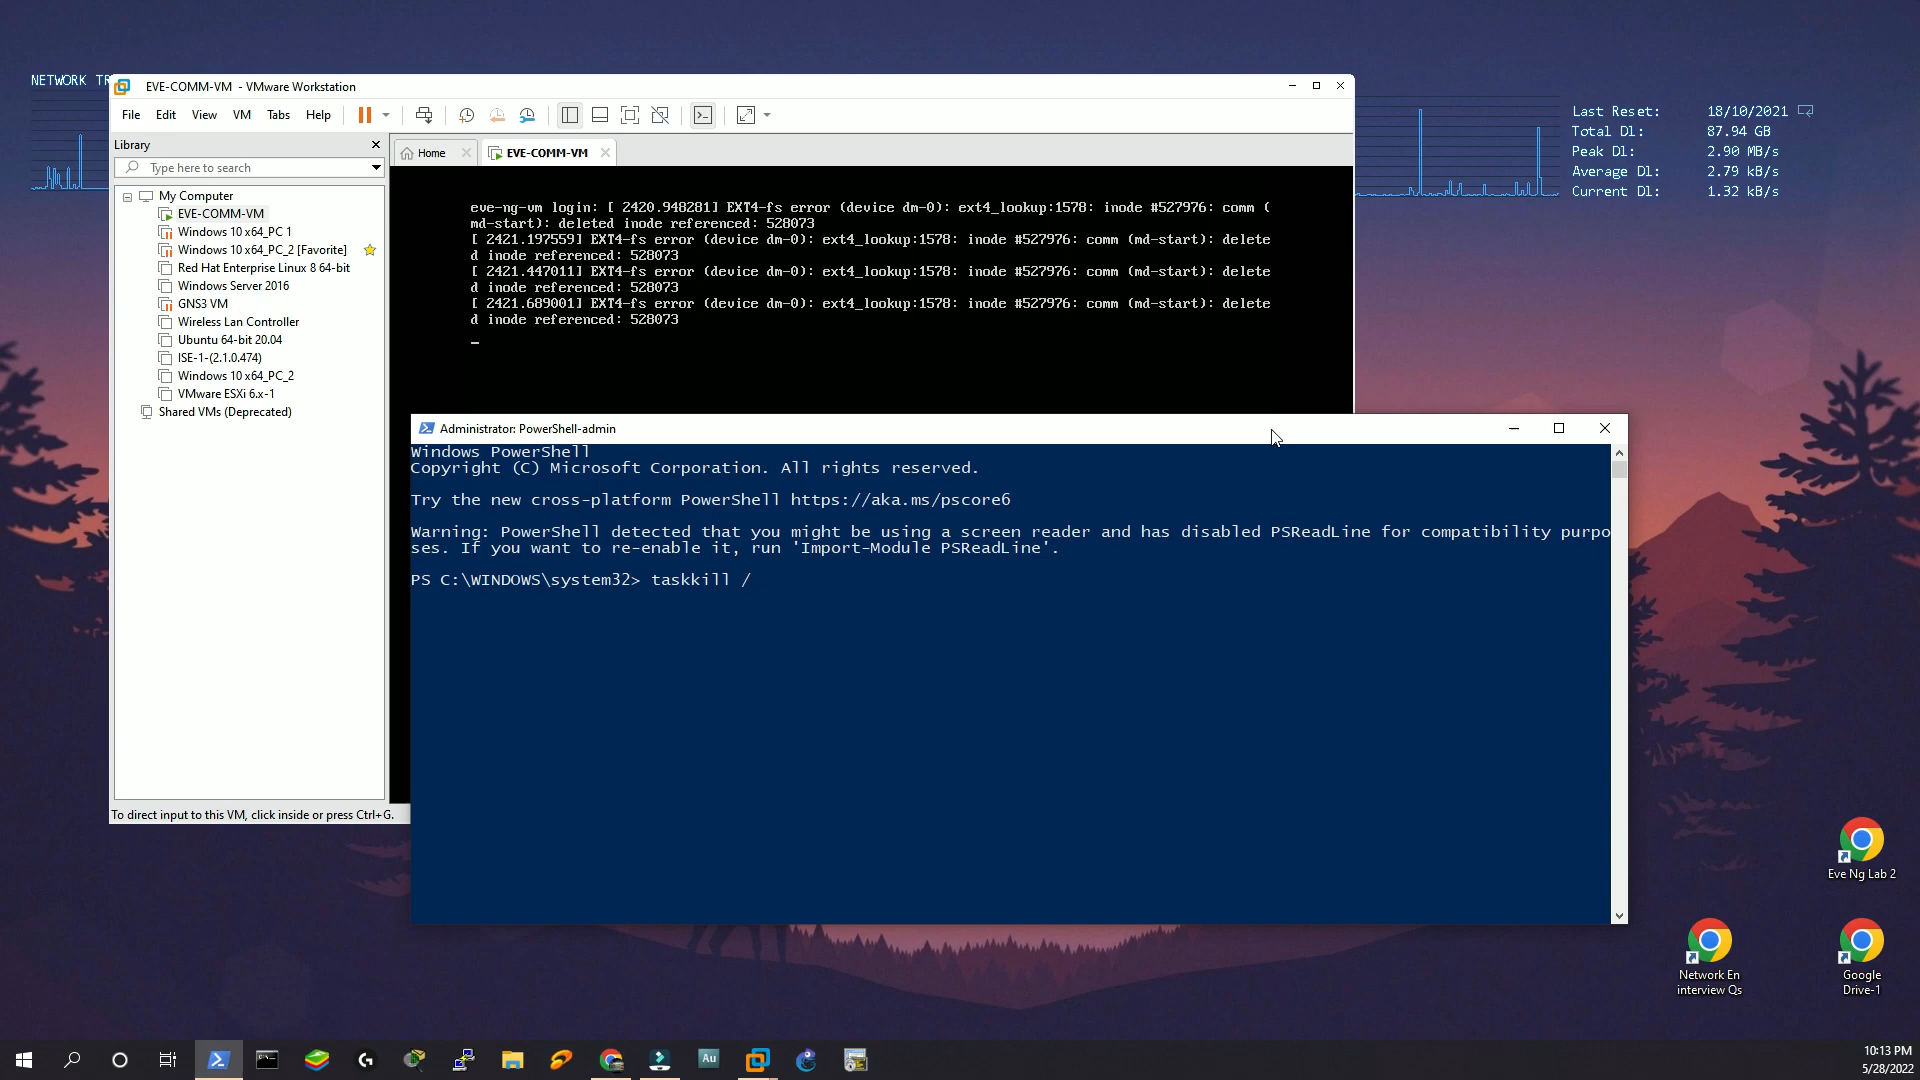 NETWORK TR
EVE-COMM-VM - VMware Workstation
File Edit View VM Tabs Help
Library
Type here to search
My Computer
EVE-COMM-VM
Windows 10 x64_PC 1
Windows 10 x64_PC_2 [Favorite]
Red Hat Enterprise Linux 8 64-bit
Windows Server 2016
GNS3 VM
Wireless Lan Controller
Ubuntu 64-bit 20.04
ISE-1-(2.1.0.474)
Windows 10 x64_PC_2
VMware ESXi 6.x-1
Shared VMs (Deprecated)
To direct input to this VM, click inside or press Ctrl+G.
Home EVE-COMM-VM
eve-ng-vm login: [ 2420.948281] EXT4-fs error (device dm-0): ext4_lookup:1578: inode #527976: comm (
md-start): deleted inode referenced: 528073
[ 2421.197559] EXT4-fs error (device dm-0): ext4_lookup:1578: inode #527976: comm (md-start): delete
d inode referenced: 528073
[ 2421.447011] EXT4-fs error (device dm-0): ext4_lookup:1578: inode #527976: comm (md-start): delete
d inode referenced: 528073
[ 2421.689001] EXT4-fs error (device dm-0): ext4_lookup:1578: inode #527976: comm (md-start): delete
d inode referenced: 528073
_
Last Reset: 18/10/2021
Total Dl: 87.94 GB
Peak Dl: 2.90 MB/s
Average Dl: 2.79 kB/s
Current Dl: 1.32 kB/s
Administrator: PowerShell-admin
Windows PowerShell
Copyright (C) Microsoft Corporation. All rights reserved.
Try the new cross-platform PowerShell https://aka.ms/pscore6
Warning: PowerShell detected that you might be using a screen reader and has disabled PSReadLine for compatibility purpo
ses. If you want to re-enable it, run 'Import-Module PSReadLine'.
PS C:\WINDOWS\system32> taskkill /
Eve Ng Lab 2
Network En
interview Qs
Google
Drive-1
Au
10:13 PM
5/28/2022